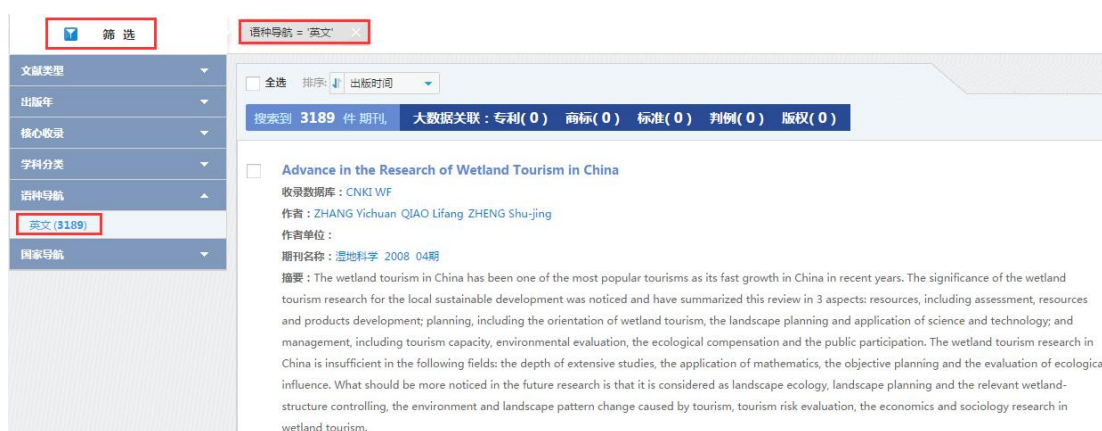 筛 选
语种导航 = '英文' ×
文献类型
出版年
核心收录
学科分类
语种导航
英文 (3189)
国家导航
全选 排序: 出版时间
搜索到 3189 件 期刊, 大数据关联：专利( 0 ) 商标( 0 ) 标准( 0 ) 判例( 0 ) 版权( 0 )
Advance in the Research of Wetland Tourism in China
收录数据库：CNKI WF
作者：ZHANG Yichuan QIAO Lifang ZHENG Shu-jing
作者单位：
期刊名称：湿地科学 2008 04期
摘要：The wetland tourism in China has been one of the most popular tourisms as its fast growth in China in recent years. The significance of the wetland
tourism research for the local sustainable development was noticed and have summarized this review in 3 aspects: resources, including assessment, resources
and products development; planning, including the orientation of wetland tourism, the landscape planning and application of science and technology; and
management, including tourism capacity, environmental evaluation, the ecological compensation and the public participation. The wetland tourism research in
China is insufficient in the following fields: the depth of extensive studies, the application of mathematics, the objective planning and the evaluation of ecologica
influence. What should be more noticed in the future research is that it is considered as landscape ecology, landscape planning and the relevant wetland-
structure controlling, the environment and landscape pattern change caused by tourism, tourism risk evaluation, the economics and sociology research in
wetland tourism.